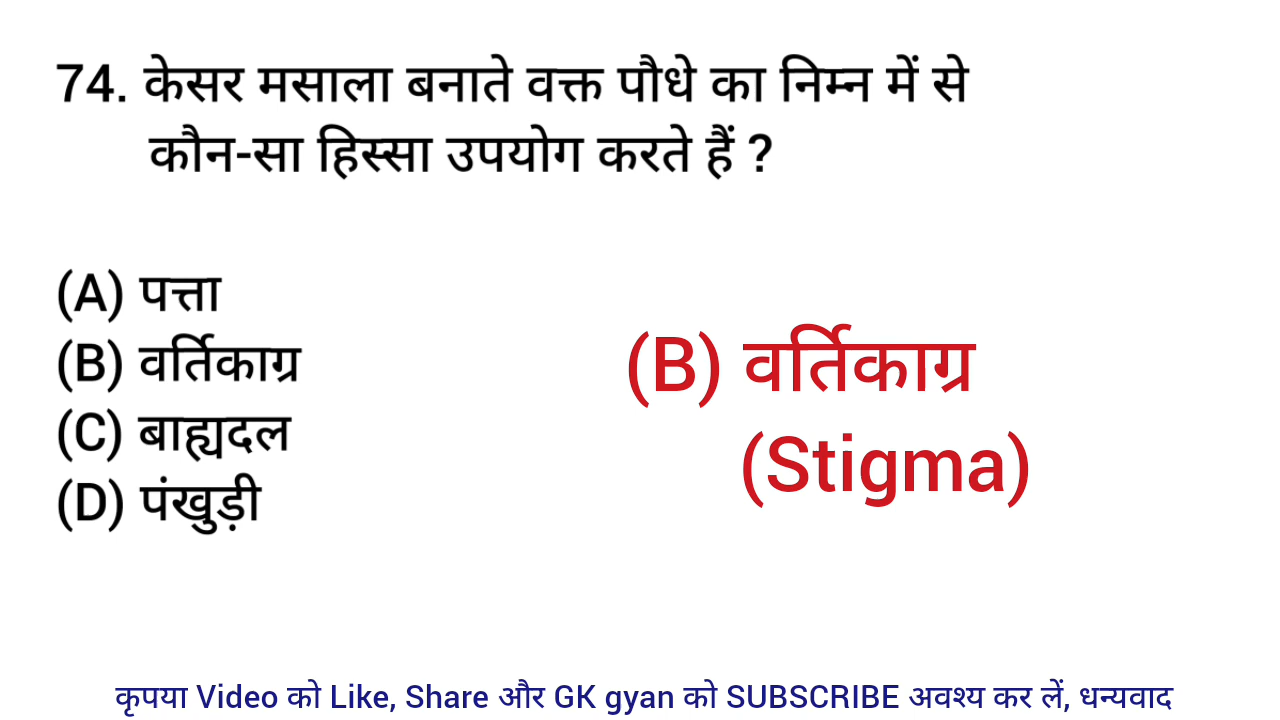 74. केसर मसाला बनाते वक्त पौधे का निम्न में से
कौन-सा हिस्सा उपयोग करते हैं ?
(A) पत्ता
(B) वर्तिकाग्र
(C) बाह्यदल
(D) पंखुड़ी
(B) वर्तिकाग्र
(Stigma)
कृपया Video को Like, Share और GK gyan को SUBSCRIBE अवश्य कर लें, धन्यवाद